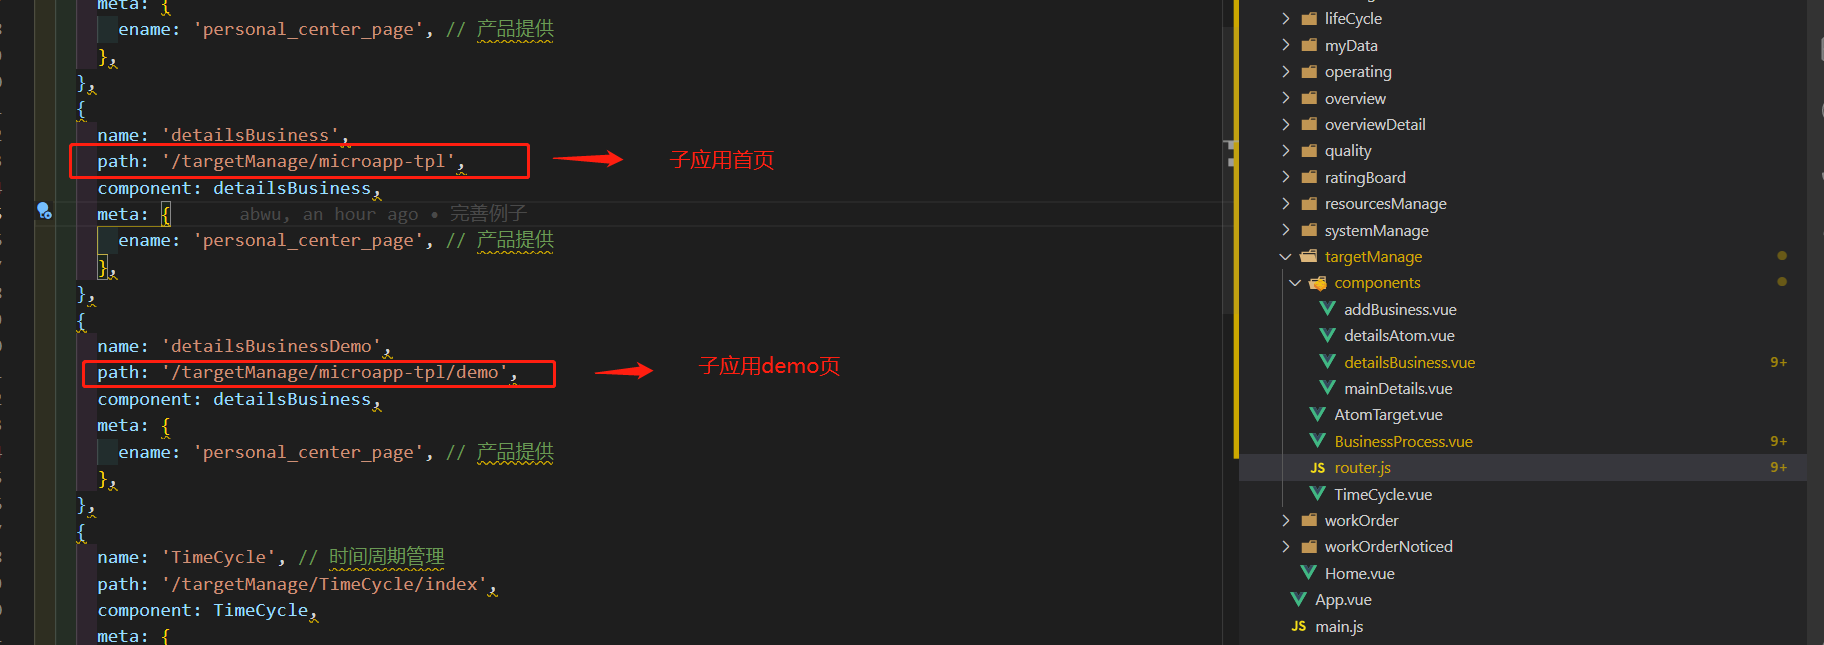 meta: {
ename: 'personal_center_page', // 产品提供
},
},
{
name: 'detailsBusiness',
path: '/targetManage/microapp-tpl',
子应用首页
component: detailsBusiness,
meta: {
abwu, an hour ago • 完善例子
ename: 'personal_center_page', // 产品提供
},
},
{
name: 'detailsBusinessDemo',
path: '/targetManage/microapp-tpl/demo',
子应用demo页
component: detailsBusiness,
meta: {
ename: 'personal_center_page', // 产品提供
},
},
{
name: 'TimeCycle', // 时间周期管理
path: '/targetManage/TimeCycle/index',
component: TimeCycle,
meta: {
lifeCycle
myData
operating
overview
overviewDetail
quality
ratingBoard
resourcesManage
systemManage
targetManage
components
addBusiness.vue
detailsAtom.vue
detailsBusiness.vue 9+
mainDetails.vue
AtomTarget.vue
BusinessProcess.vue 9+
JS router.js 9+
TimeCycle.vue
workOrder
workOrderNoticed
Home.vue
App.vue
JS main.js